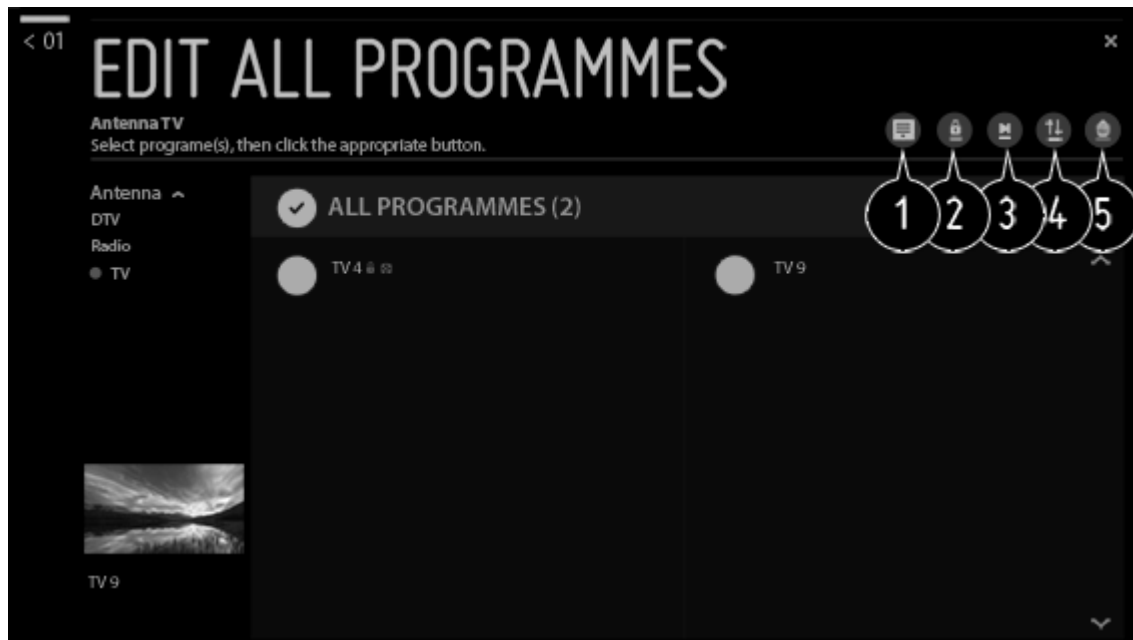 < 01
EDIT ALL PROGRAMMES
Antenna TV
Select programe(s), then click the appropriate button.
1 2 3 4 5
Antenna
DTV
Radio
TV
ALL PROGRAMMES (2)
TV 4
TV 9
TV 9